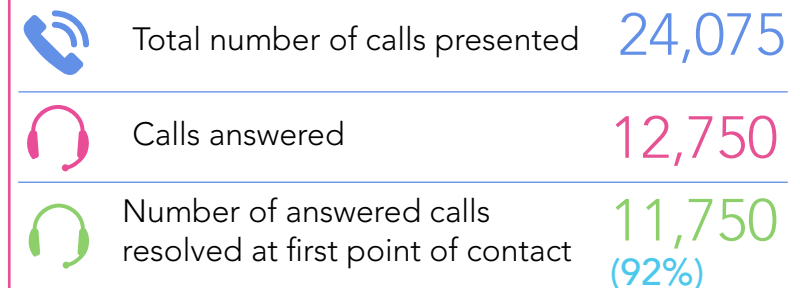 Total number of calls presented 24,075
Calls answered 12,750
Number of answered calls
resolved at first point of contact 11,750
(92%)